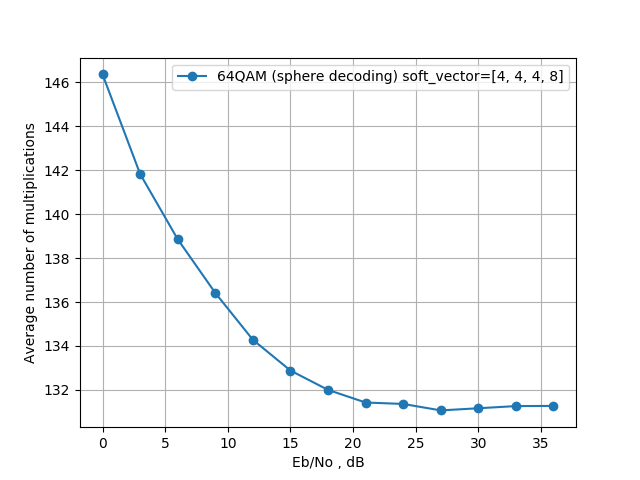 64QAM (sphere decoding) soft_vector=[4, 4, 4, 8]
Average number of multiplications
146
144
142
140
138
136
134
132
0 5 10 15 20 25 30 35
Eb/No , dB